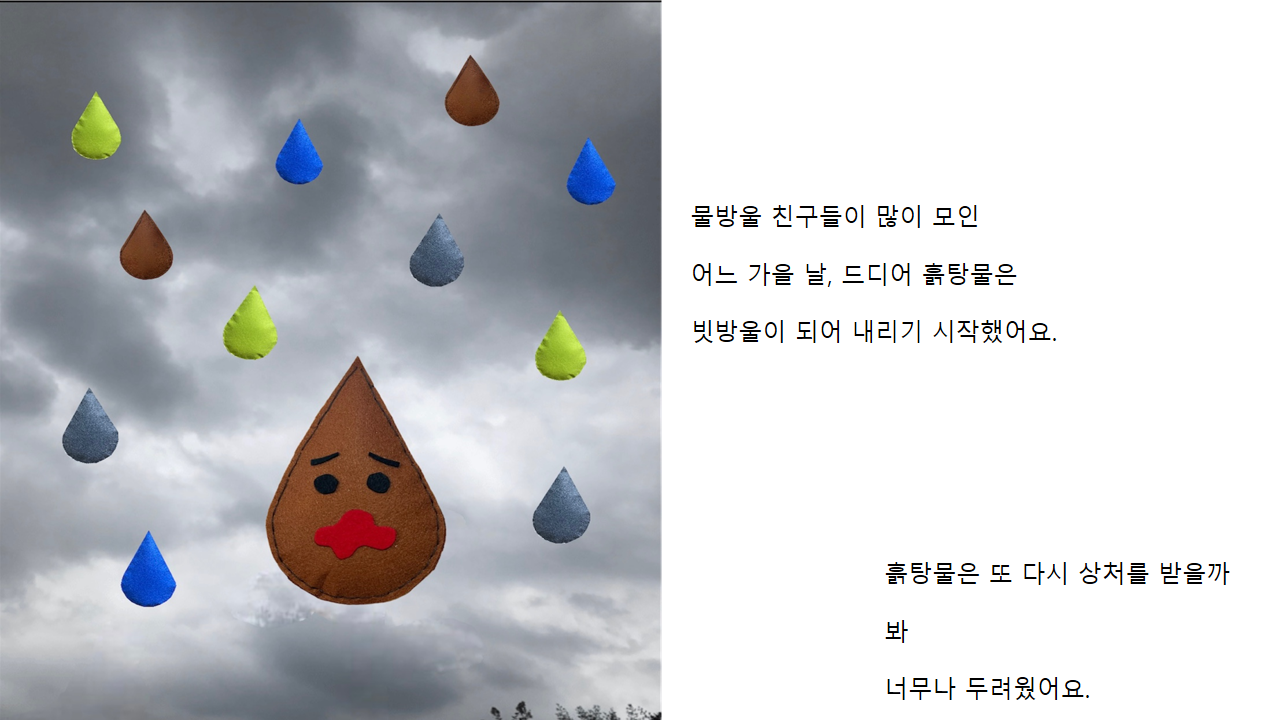 물방울 친구들이 많이 모인
어느 가을 날, 드디어 흙탕물은
빗방울이 되어 내리기 시작했어요.
흙탕물은 또 다시 상처를 받을까
봐
너무나 두려웠어요.